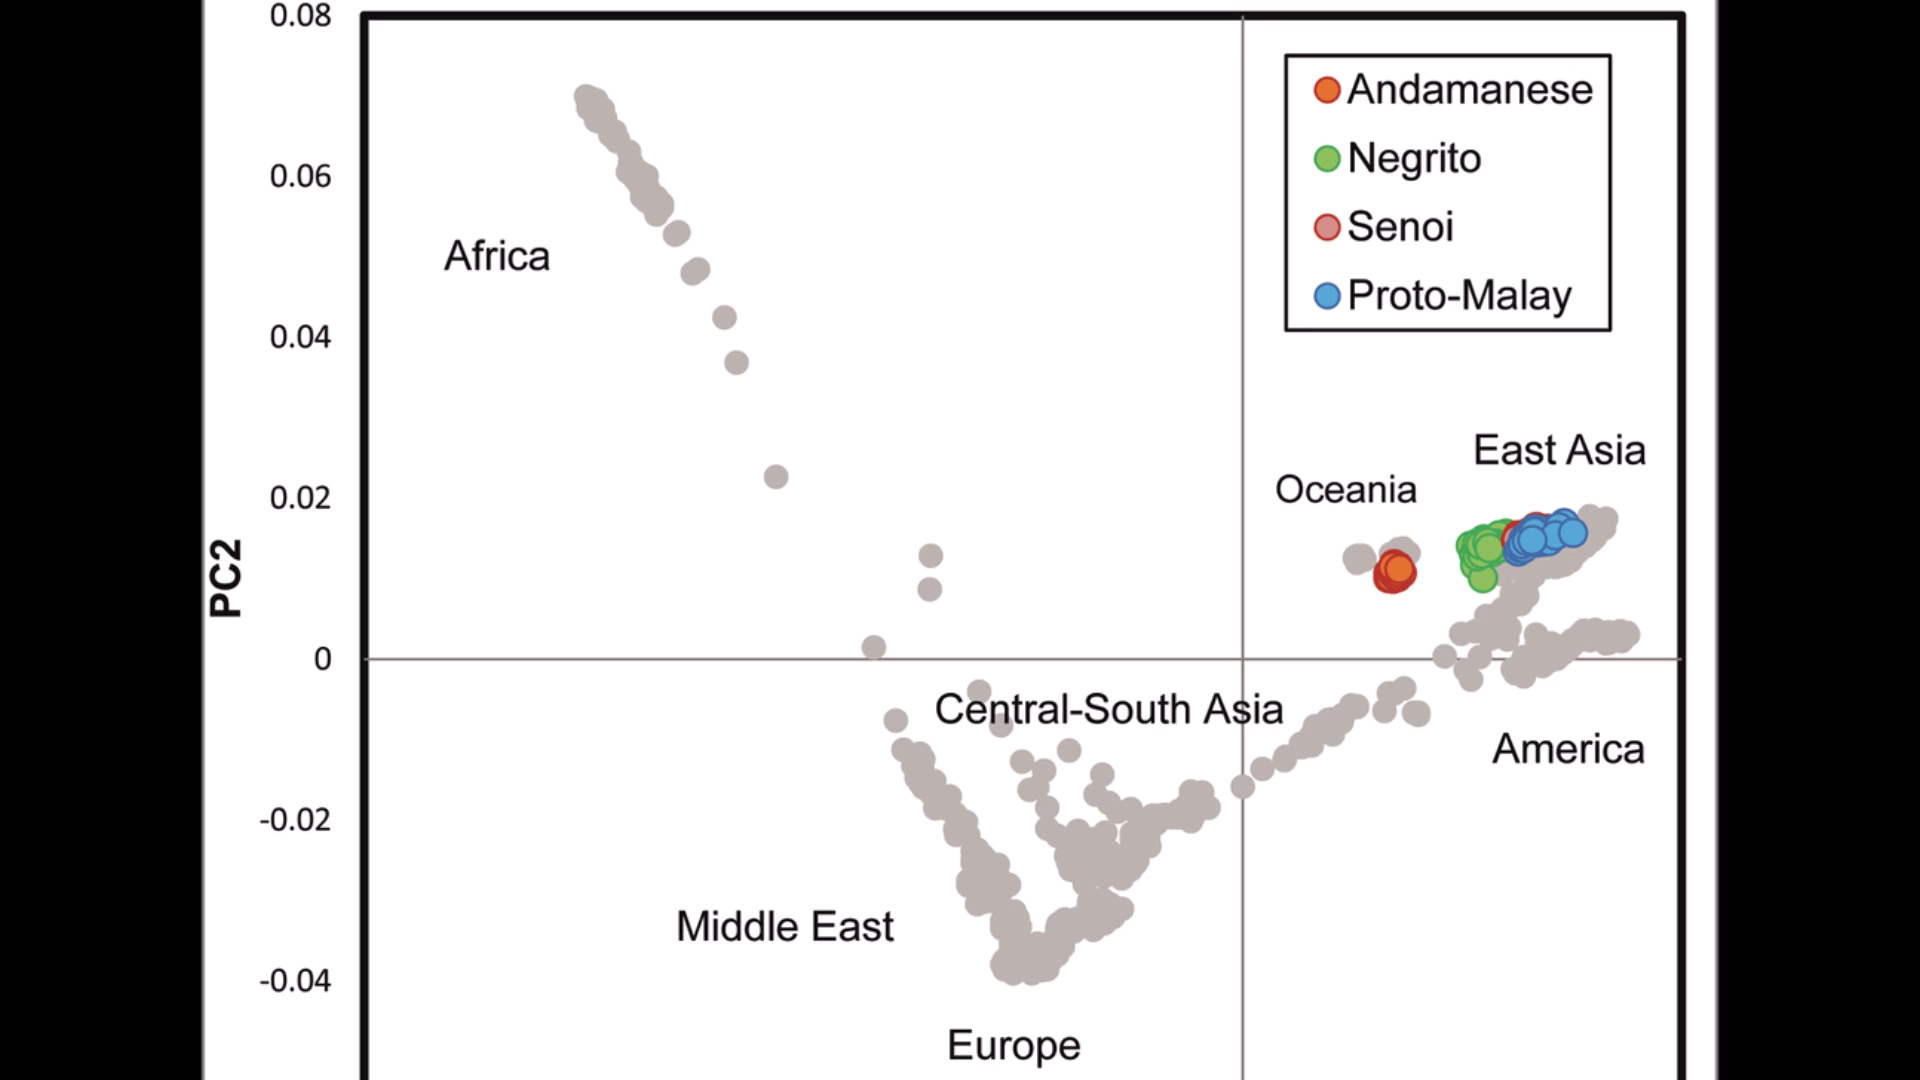 0.08
0.06
0.04
0.02
0
-0.02
-0.04
PC2
Andamanese
Negrito
Senoi
Proto-Malay
Africa
East Asia
Oceania
Central-South Asia
America
Middle East
Europe